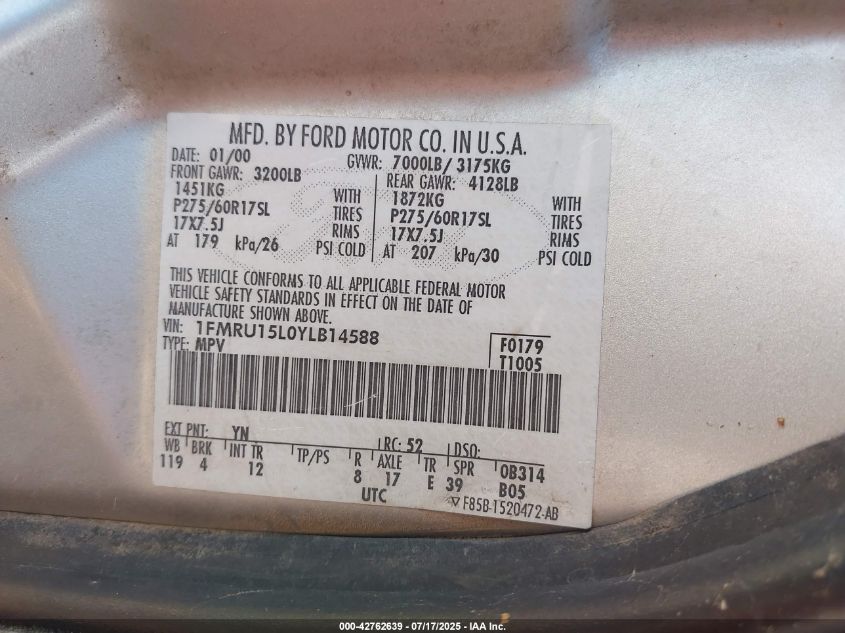 MFD. BY FORD MOTOR CO. IN U.S.A.
DATE: 01/00 GVWR: 7000LB/ 3175KG
FRONT GAWR: 3200LB REAR GAWR: 4128LB
1451KG WITH 1872KG WITH
P275/60R17SL TIRES P275/60R17SL TIRES
17X7.5J RIMS 17X7.5J RIMS
AT 179 kPa/26 PSI COLD AT 207 kPa/30 PSI COLD
THIS VEHICLE CONFORMS TO ALL APPLICABLE FEDERAL MOTOR
VEHICLE SAFETY STANDARDS IN EFFECT ON THE DATE OF
MANUFACTURE SHOWN ABOVE.
VIN: 1FMRU15L0YLB14588 F0179
TYPE: MPV T1005
EXT PNT: YN RC: 52 DSO:
WB BRK INT TR TP/PS R AXLE TR SPR 0B314
119 4 12 8 17 E 39 B05
UTC ▽ F85B-1520472-AB
000-42762639 - 07/17/2025 - IAA Inc.